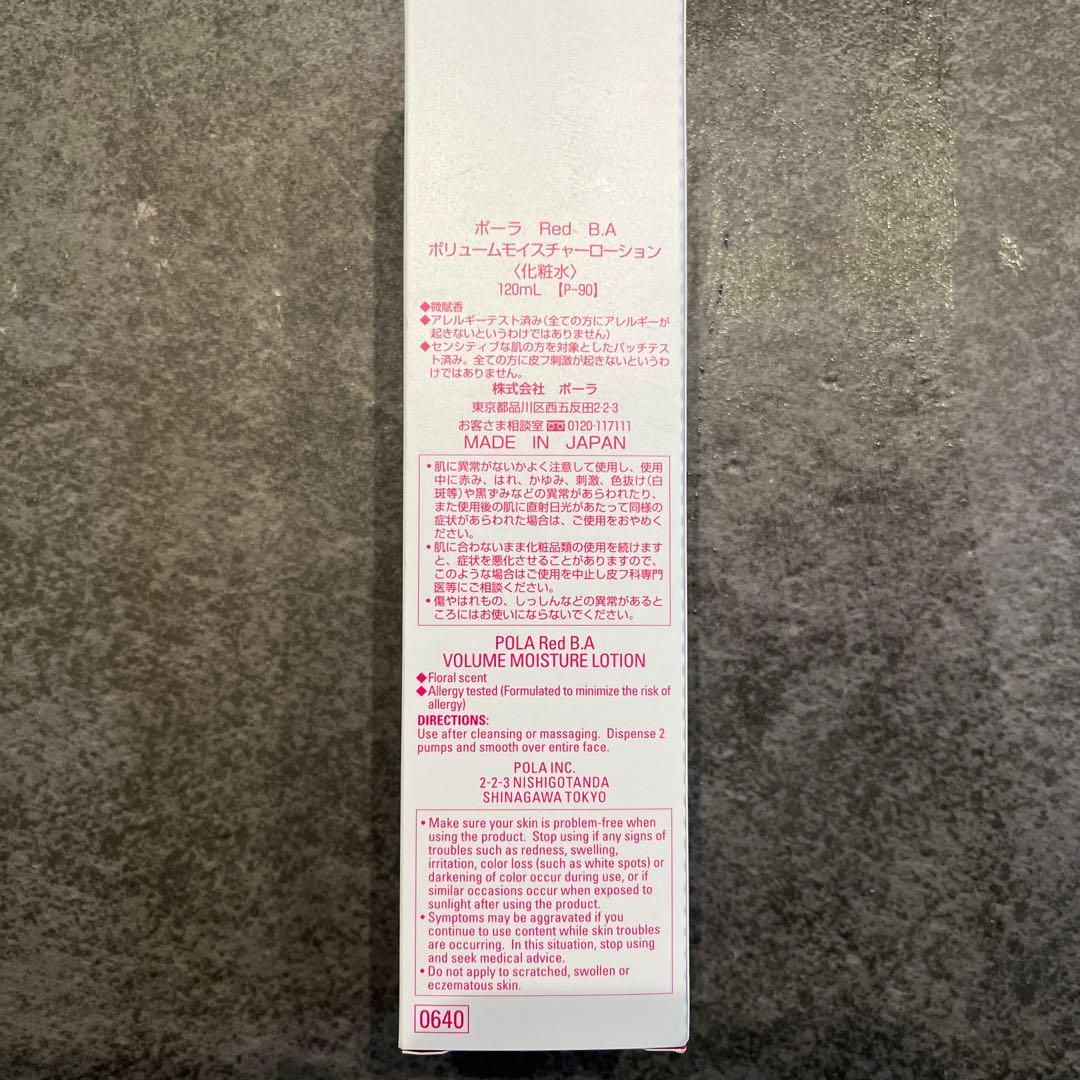 ポーラ Red B.A
ボリュームモイスチャーローション
〈化粧水〉
120mL 【P-90】
◆微賦香
◆アレルギーテスト済み(全ての方にアレルギーが
起きないというわけではありません)
◆センシティブな肌の方を対象としたパッチテス
ト済み。全ての方に皮フ刺激が起きないというわ
けではありません。
株式会社 ポーラ
東京都品川区西五反田2-2-3
お客さま相談室 0120-117111
MADE IN JAPAN
•肌に異常がないかよく注意して使用し、使用
中に赤み、はれ、かゆみ、刺激、色抜け(白
斑等)や黒ずみなどの異常があらわれたり、
また使用後の肌に直射日光があたって同様の
症状があらわれた場合は、ご使用をおやめく
ださい。
•肌に合わないまま化粧品類の使用を続けます
と、症状を悪化させることがありますので、
このような場合はご使用を中止し皮フ科専門
医等にご相談ください。
•傷やはれもの、しっしんなどの異常があると
ころにはお使いにならないでください。
POLA Red B.A
VOLUME MOISTURE LOTION
◆Floral scent
◆Allergy tested (Formulated to minimize the risk of
allergy)
DIRECTIONS:
Use after cleansing or massaging. Dispense 2
pumps and smooth over entire face.
POLA INC.
2-2-3 NISHIGOTANDA
SHINAGAWA TOKYO
• Make sure your skin is problem-free when
using the product. Stop using if any signs of
troubles such as redness, swelling,
irritation, color loss (such as white spots) or
darkening of color occur during use, or if
similar occasions occur when exposed to
sunlight after using the product.
• Symptoms may be aggravated if you
continue to use content while skin troubles
are occurring. In this situation, stop using
and seek medical advice.
• Do not apply to scratched, swollen or
eczematous skin.
0640